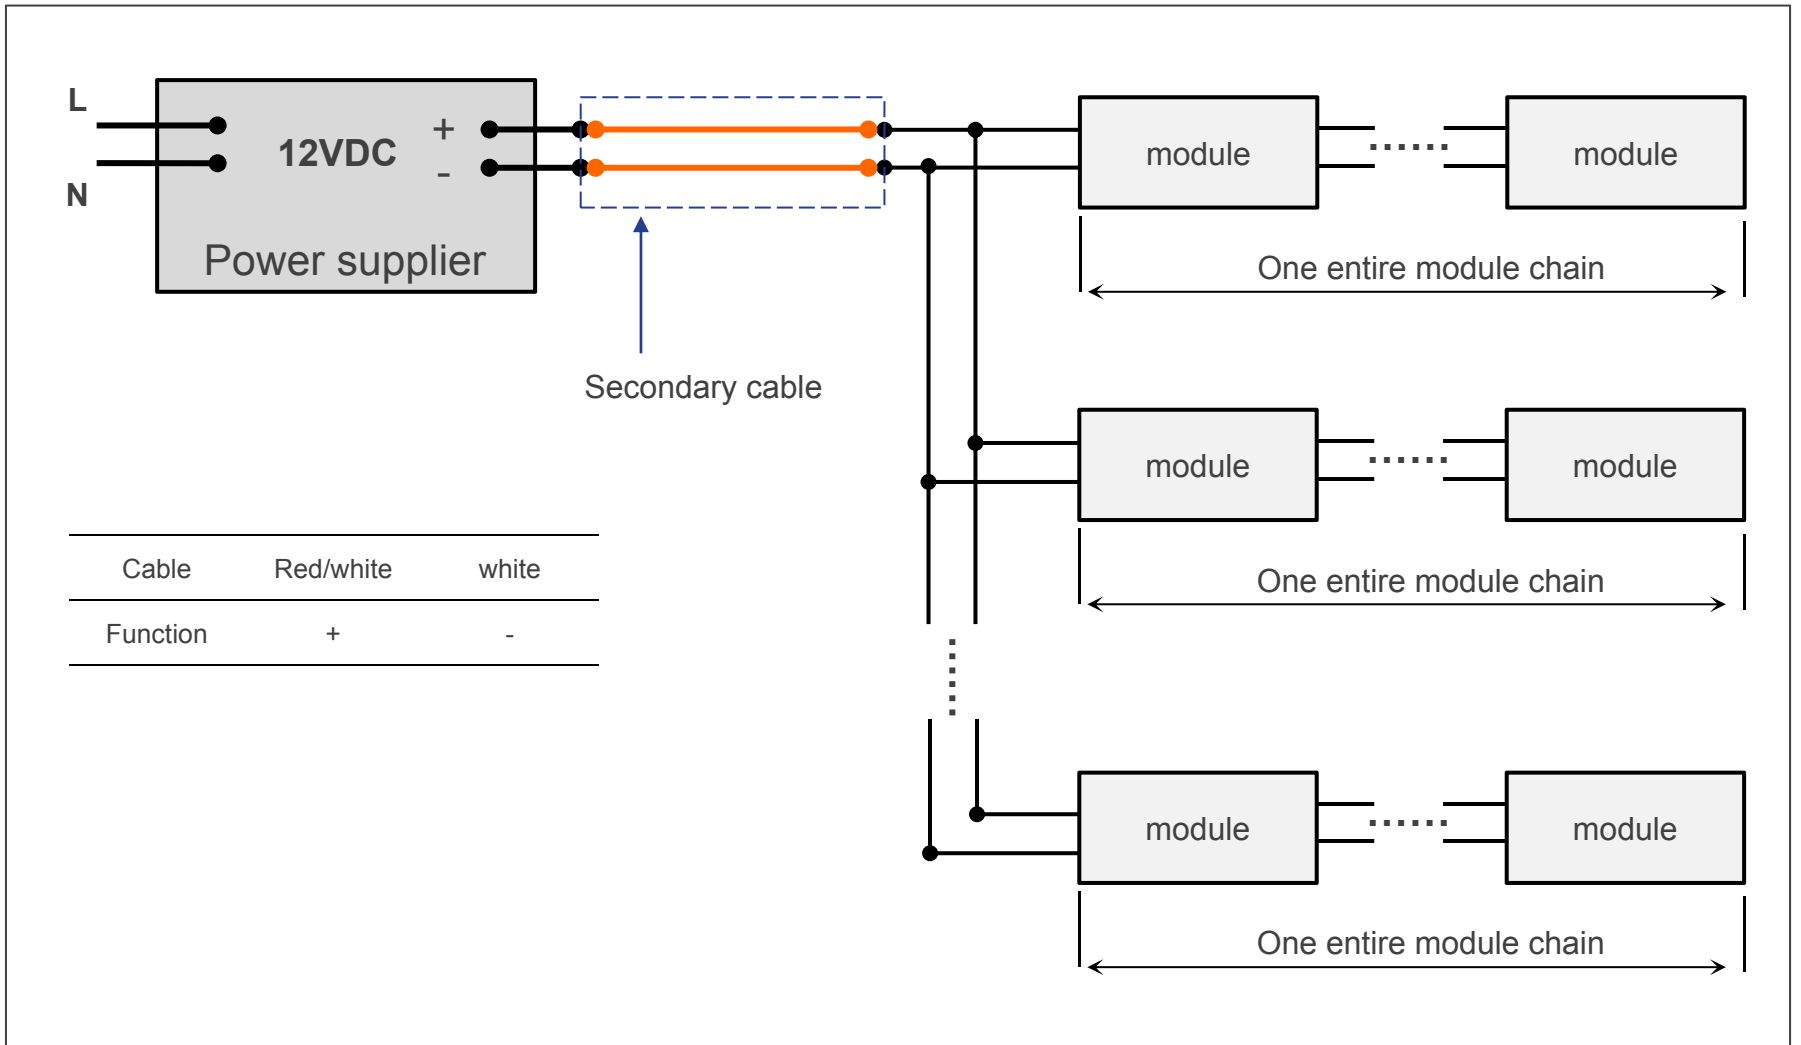 L
N
12VDC
+
-
Power supplier
Secondary cable
module
......
module
One entire module chain
module
......
module
One entire module chain
......
module
......
module
One entire module chain
Cable Red/white white
Function + -